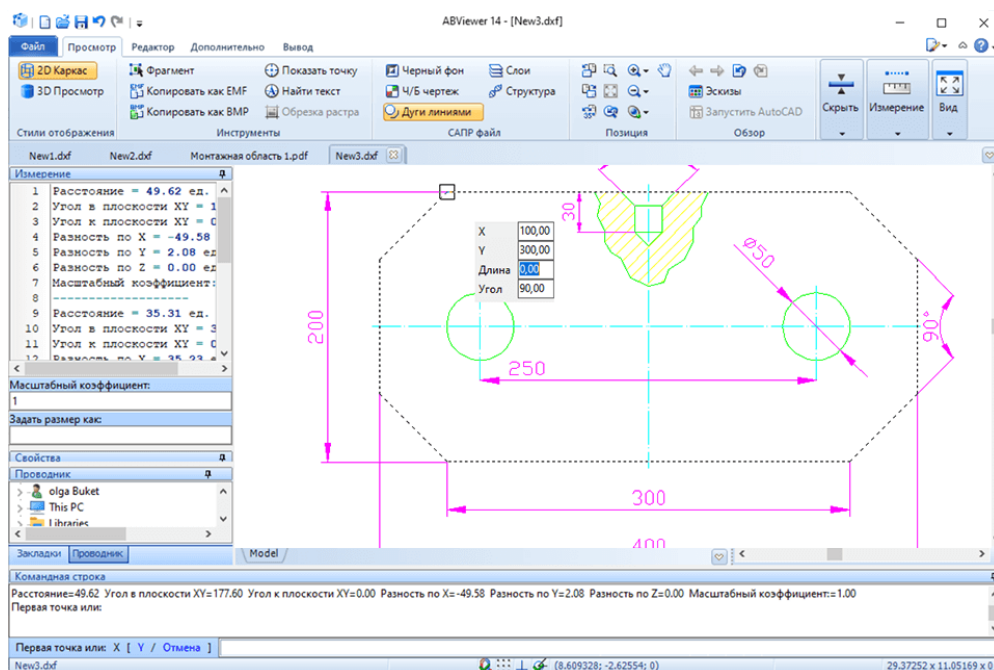 ABViewer 14 - [New3.dxf]
Файл Просмотр Редактор Дополнительно Вывод
2D Каркас
3D Просмотр
Стили отображения
Фрагмент
Копировать как EMF
Копировать как BMP
Показать точку
Найти текст
Обрезка растра
Инструменты
Черный фон
Ч/Б чертеж
Дуги линиями
Слои
Структура
САПР файл
Позиция
Эскизы
Запустить AutoCAD
Обзор
Скрыть
Измерение
Вид
New1.dxf New2.dxf Монтажная область 1.pdf New3.dxf
Измерение
1 Расстояние = 49.62 ед.
2 Угол в плоскости XY = 1
3 Угол к плоскости XY = 0
4 Разность по X = -49.58
5 Разность по Y = 2.08 ед
6 Разность по Z = 0.00 ед
7 Масштабный коэффициент:
8 -------------------
9 Расстояние = 35.31 ед.
10 Угол в плоскости XY = 3
11 Угол к плоскости XY = 0
12 Разность по X = 35.23
Масштабный коэффициент:
1
Задать размер как:
Свойства
Проводник
olga Buket
This PC
Libraries
Закладки Проводник
X 100,00
Y 300,00
Длина 0,00
Угол 90,00
30
Ø50
200
90°
250
300
400
Model
Командная строка
Расстояние=49.62 Угол в плоскости XY=177.60 Угол к плоскости XY=0.00 Разность по X=-49.58 Разность по Y=2.08 Разность по Z=0.00 Масштабный коэффициент:=1.00
Первая точка или:
Первая точка или: X [ Y / Отмена ]
New3.dxf
(8.609328; -2.62554; 0)
29.37252 x 11.05169 x (